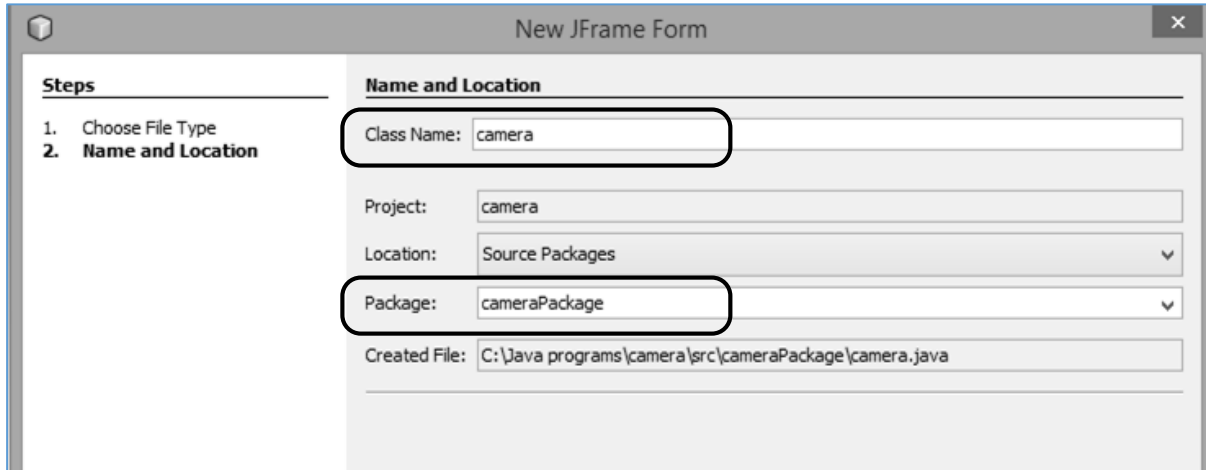 New JFrame Form
Steps
1. Choose File Type
2. Name and Location
Name and Location
Class Name: camera
Project: camera
Location: Source Packages
Package: cameraPackage
Created File: C:\Java programs\camera\src\cameraPackage\camera.java